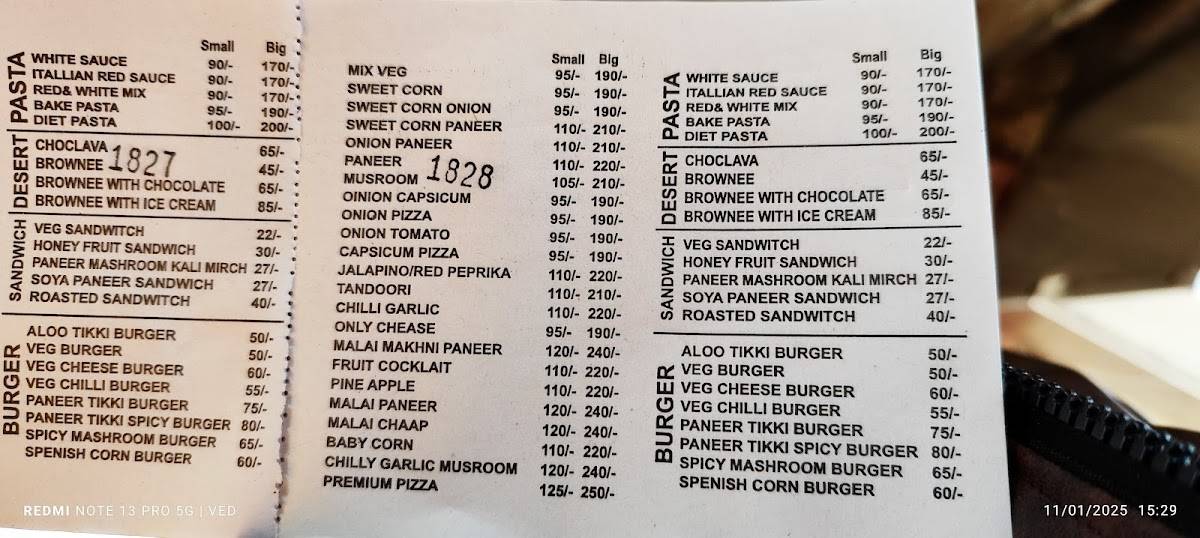 Small Big
PASTA
WHITE SAUCE 90/- 170/-
ITALLIAN RED SAUCE 90/- 170/-
RED& WHITE MIX 90/- 170/-
BAKE PASTA 95/- 190/-
DIET PASTA 100/- 200/-
DESERT
CHOCLAVA 65/-
BROWNEE 45/-
1827
BROWNEE WITH CHOCOLATE 65/-
BROWNEE WITH ICE CREAM 85/-
SANDWICH
VEG SANDWITCH 22/-
HONEY FRUIT SANDWICH 30/-
PANEER MASHROOM KALI MIRCH 27/-
SOYA PANEER SANDWICH 27/-
ROASTED SANDWITCH 40/-
BURGER
ALOO TIKKI BURGER 50/-
VEG BURGER 50/-
VEG CHEESE BURGER 60/-
VEG CHILLI BURGER 55/-
PANEER TIKKI BURGER 75/-
PANEER TIKKI SPICY BURGER 80/-
SPICY MASHROOM BURGER 65/-
SPENISH CORN BURGER 60/-
Small BIg
MIX VEG 95/- 190/-
SWEET CORN 95/- 190/-
SWEET CORN ONION 95/- 190/-
SWEET CORN PANEER 110/- 210/-
ONION PANEER 110/- 210/-
PANEER 110/- 220/-
MUSROOM 105/- 210/-
1828
OINION CAPSICUM 95/- 190/-
ONION PIZZA 95/- 190/-
ONION TOMATO 95/- 190/-
CAPSICUM PIZZA 95/- 190/-
JALAPINO/RED PEPRIKA 110/- 220/-
TANDOORI 110/- 210/-
CHILLI GARLIC 110/- 220/-
ONLY CHEASE 95/- 190/-
MALAI MAKHNI PANEER 120/- 240/-
FRUIT COCKLAIT 110/- 220/-
PINE APPLE 110/- 220/-
MALAI PANEER 120/- 240/-
MALAI CHAAP 120/- 240/-
BABY CORN 110/- 220/-
CHILLY GARLIC MUSROOM 120/- 240/-
PREMIUM PIZZA 125/- 250/-
Small Big
PASTA
WHITE SAUCE 90/- 170/-
ITALLIAN RED SAUCE 90/- 170/-
RED& WHITE MIX 90/- 170/-
BAKE PASTA 95/- 190/-
DIET PASTA 100/- 200/-
DESERT
CHOCLAVA 65/-
BROWNEE 45/-
BROWNEE WITH CHOCOLATE 65/-
BROWNEE WITH ICE CREAM 85/-
SANDWICH
VEG SANDWITCH 22/-
HONEY FRUIT SANDWICH 30/-
PANEER MASHROOM KALI MIRCH 27/-
SOYA PANEER SANDWICH 27/-
ROASTED SANDWITCH 40/-
BURGER
ALOO TIKKI BURGER 50/-
VEG BURGER 50/-
VEG CHEESE BURGER 60/-
VEG CHILLI BURGER 55/-
PANEER TIKKI BURGER 75/-
PANEER TIKKI SPICY BURGER 80/-
SPICY MASHROOM BURGER 65/-
SPENISH CORN BURGER 60/-
REDMI NOTE 13 PRO 5G | VED
11/01/2025 15:29